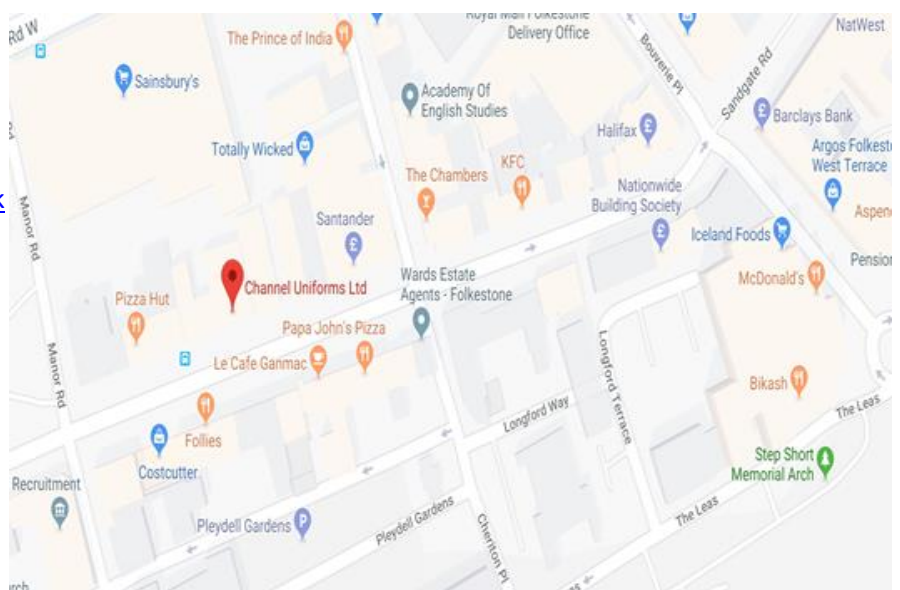 Rd W
Royal Mail Folkestone
Delivery Office
NatWest
The Prince of India
Bouverie Pl
Sandgate Rd
Sainsbury's
Academy Of
English Studies
Barclays Bank
Halifax
Totally Wicked
Argos Folkest
West Terrace
KFC
The Chambers
Nationwide
Building Society
k
Manor Rd
Santander
Aspen
Iceland Foods
Pension
Channel Uniforms Ltd
Wards Estate
Agents - Folkestone
McDonald's
Pizza Hut
Papa John's Pizza
Le Cafe Ganmac
Manor Rd
Longford Terrace
Bikash
Longford Way
The Leas
Follies
Costcutter
Step Short
Memorial Arch
Recruitment
Pleydell Gardens
Pleydell Gardens
The Leas
Cheriton Pl